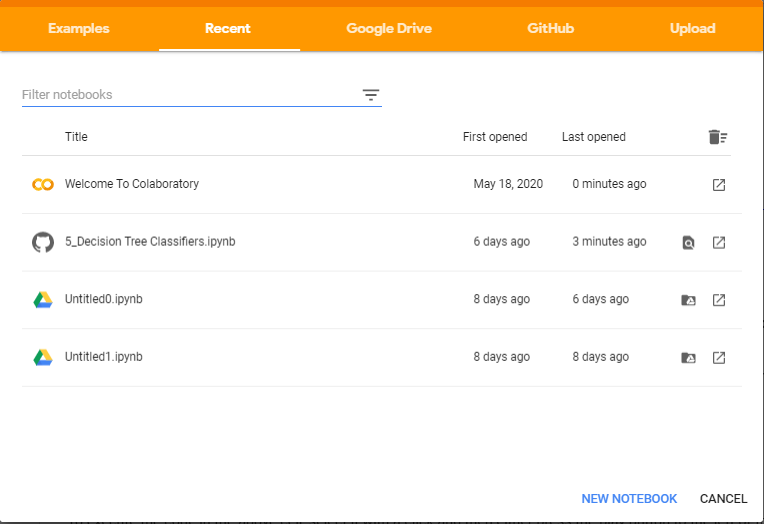 Examples Recent Google Drive GitHub Upload
Filter notebooks
Title First opened Last opened
Welcome To Colaboratory May 18, 2020 0 minutes ago
5_Decision Tree Classifiers.ipynb 6 days ago 3 minutes ago
Untitled0.ipynb 8 days ago 6 days ago
Untitled1.ipynb 8 days ago 8 days ago
NEW NOTEBOOK CANCEL